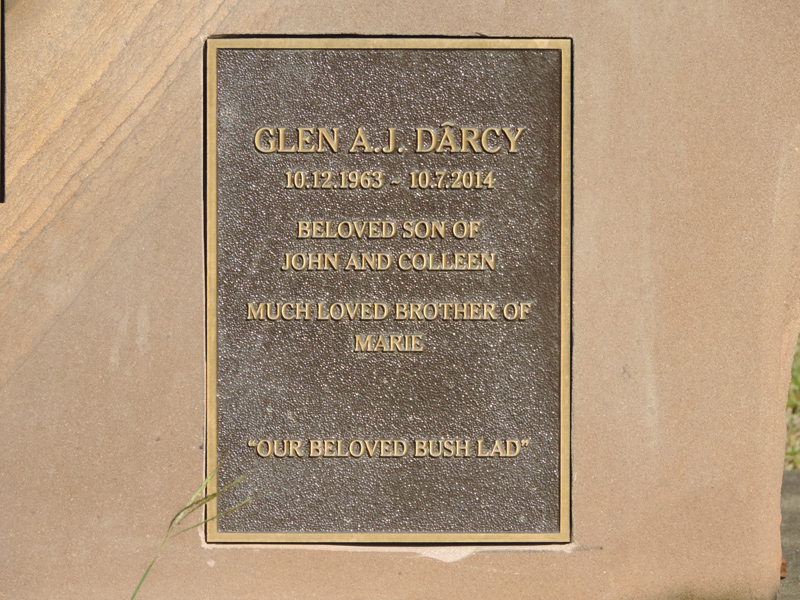 GLEN A.J. DÂRCY
10.12.1963 ~ 10.7.2014
BELOVED SON OF
JOHN AND COLLEEN
MUCH LOVED BROTHER OF
MARIE
“OUR BELOVED BUSH LAD”